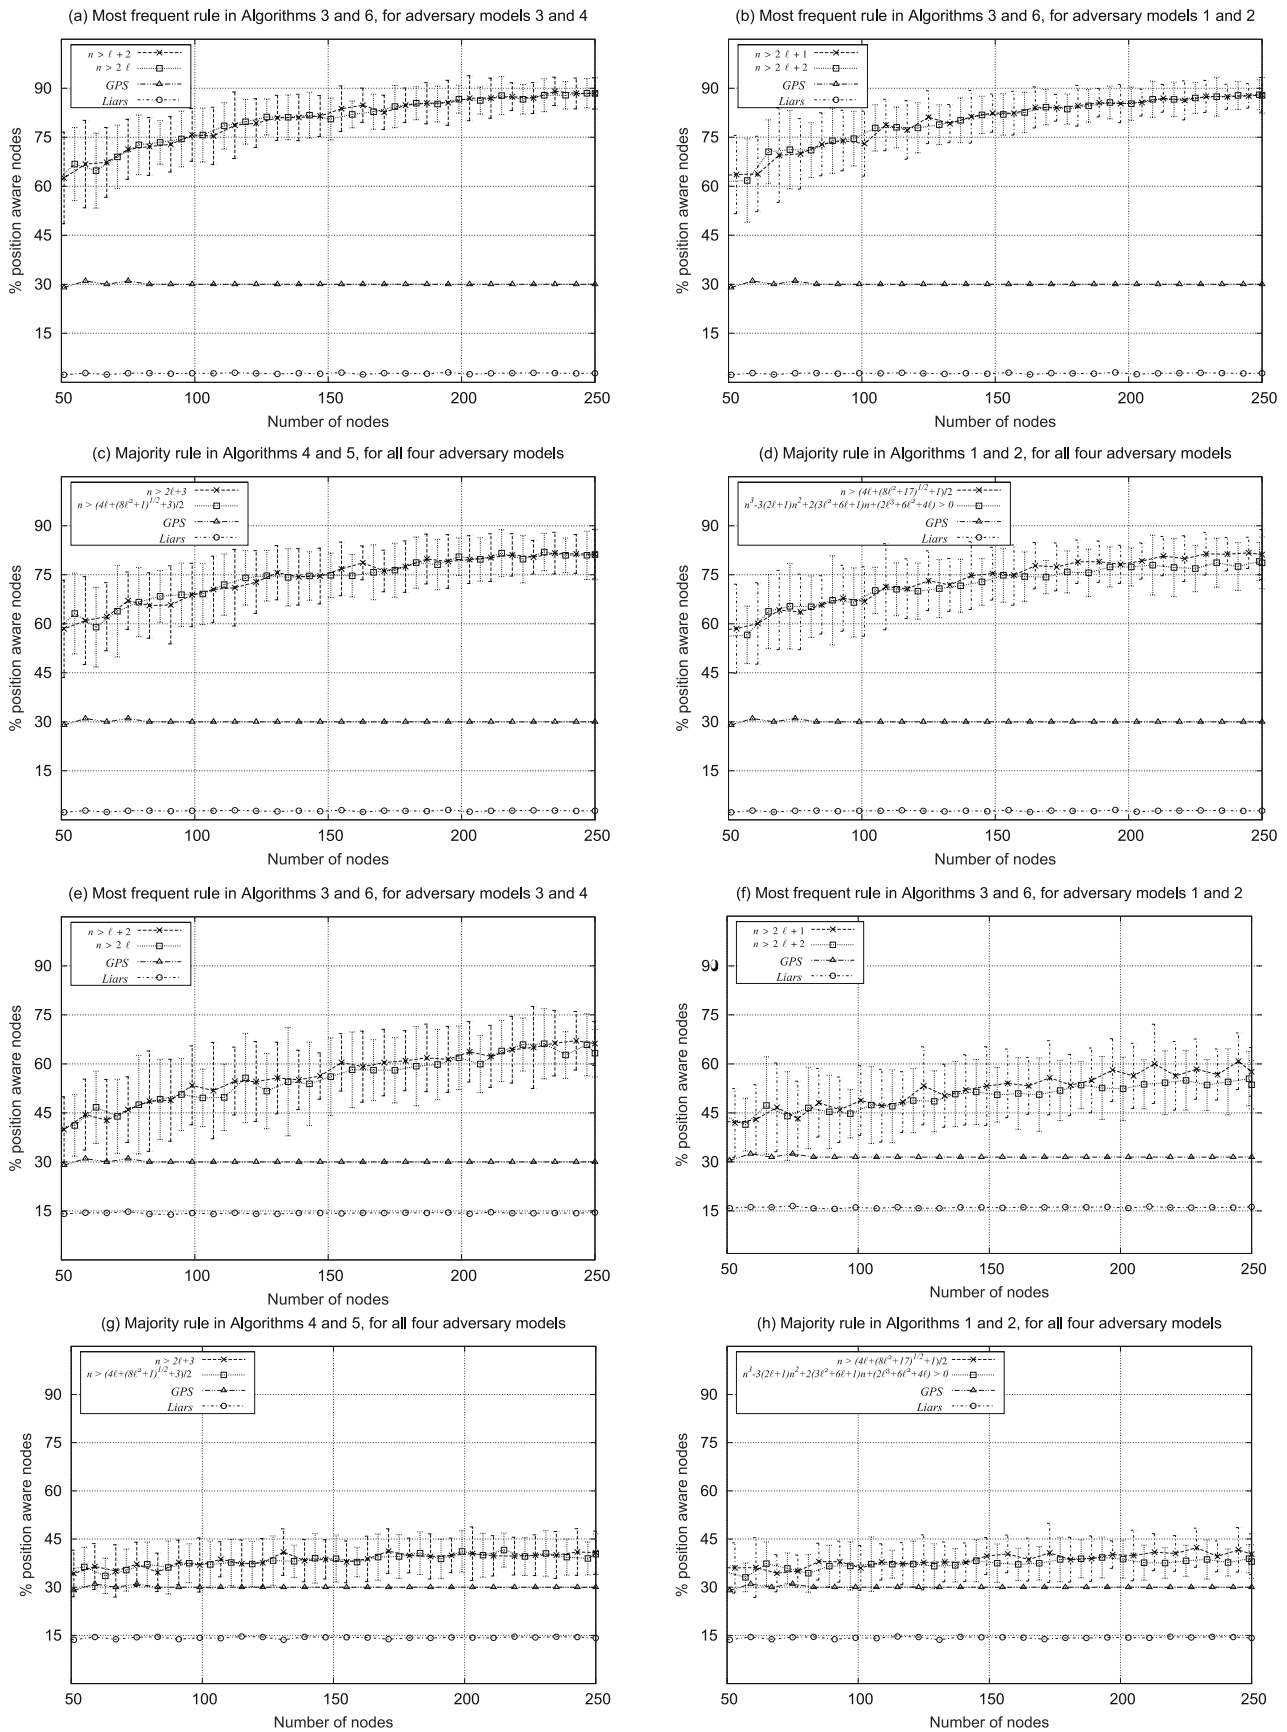 (a) Most frequent rule in Algorithms 3 and 6, for adversary models 3 and 4
n > ℓ + 2
n > 2 ℓ
GPS
Liars
% position aware nodes
90
75
60
45
30
15
50 100 150 200 250
Number of nodes
(b) Most frequent rule in Algorithms 3 and 6, for adversary models 1 and 2
n > 2 ℓ + 1
n > 2 ℓ + 2
GPS
Liars
% position aware nodes
90
75
60
45
30
15
50 100 150 200 250
Number of nodes
(c) Majority rule in Algorithms 4 and 5, for all four adversary models
n > 2ℓ+3
n > (4ℓ+(8ℓ²+1)^1/2+3)/2
GPS
Liars
% position aware nodes
90
75
60
45
30
15
50 100 150 200 250
Number of nodes
(d) Majority rule in Algorithms 1 and 2, for all four adversary models
n > (4ℓ+(8ℓ²+17)^1/2+1)/2
n³-3(2ℓ+1)n²+2(3ℓ²+6ℓ+1)n+(2ℓ³+6ℓ²+4ℓ) > 0
GPS
Liars
% position aware nodes
90
75
60
45
30
15
50 100 150 200 250
Number of nodes
(e) Most frequent rule in Algorithms 3 and 6, for adversary models 3 and 4
n > ℓ + 2
n > 2 ℓ
GPS
Liars
% position aware nodes
90
75
60
45
30
15
50 100 150 200 250
Number of nodes
(f) Most frequent rule in Algorithms 3 and 6, for adversary models 1 and 2
n > 2 ℓ + 1
n > 2 ℓ + 2
GPS
Liars
% position aware nodes
90
75
60
45
30
15
50 100 150 200 250
Number of nodes
(g) Majority rule in Algorithms 4 and 5, for all four adversary models
n > 2ℓ+3
n > (4ℓ+(8ℓ²+1)^1/2+3)/2
GPS
Liars
% position aware nodes
90
75
60
45
30
15
50 100 150 200 250
Number of nodes
(h) Majority rule in Algorithms 1 and 2, for all four adversary models
n > (4ℓ+(8ℓ²+17)^1/2+1)/2
n³-3(2ℓ+1)n²+2(3ℓ²+6ℓ+1)n+(2ℓ³+6ℓ²+4ℓ) > 0
GPS
Liars
% position aware nodes
90
75
60
45
30
15
50 100 150 200 250
Number of nodes